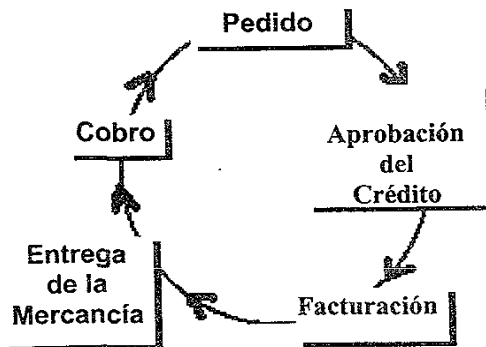 Pedido
Aprobación
del
Crédito
Facturación
Entrega
de la
Mercancía
Cobro